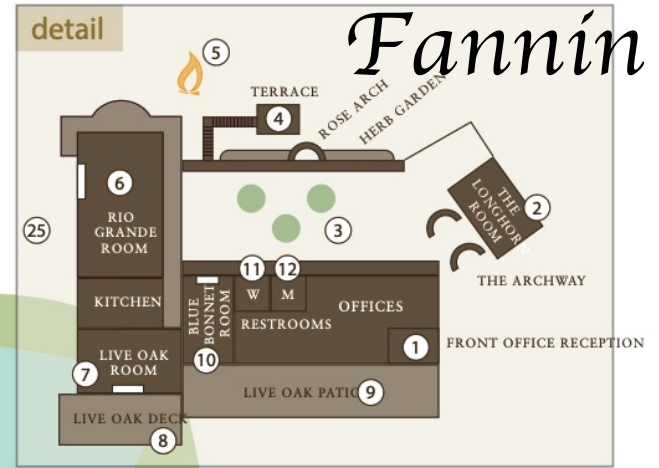 detail
Fannin
5
TERRACE
4
ROSE ARCH
HERB GARDEN
6
RIO
GRANDE
ROOM
25
3
THE
LONGHOR
ROOM
2
THE ARCHWAY
11
12
W
M
KITCHEN
BLUE
BONNET
ROOM
RESTROOMS
OFFICES
10
1
FRONT OFFICE RECEPTION
LIVE OAK
ROOM
7
LIVE OAK PATIO
9
LIVE OAK DECK
8